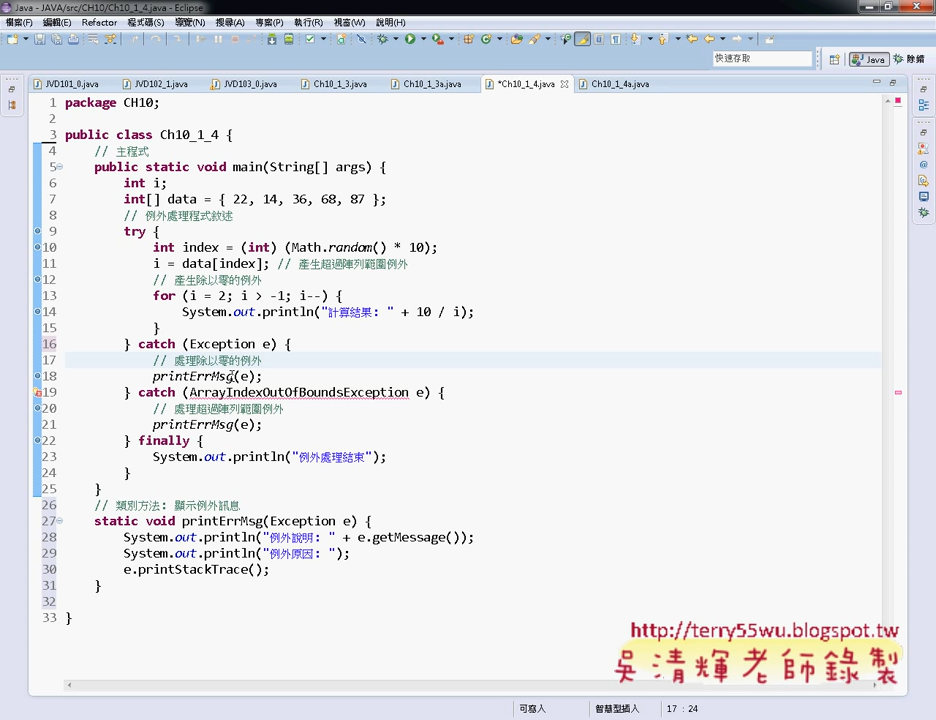 Java - JAVA/src/CH10/Ch10_1_4.java - Eclipse
檔案(F) 編輯(E) Refactor 程式碼(S) 導覽(N) 搜尋(A) 專案(P) 執行(R) 視窗(W) 說明(H)
快速存取 Java 除錯
JVD101_0.java JVD102_1.java JVD103_0.java Ch10_1_3.java Ch10_1_3a.java *Ch10_1_4.java Ch10_1_4a.java
1 package CH10;
2
3 public class Ch10_1_4 {
4 // 主程式
5 public static void main(String[] args) {
6 int i;
7 int[] data = { 22, 14, 36, 68, 87 };
8 // 例外處理程式敘述
9 try {
10 int index = (int) (Math.random() * 10);
11 i = data[index]; // 產生超過陣列範圍例外
12 // 產生除以零的例外
13 for (i = 2; i > -1; i--) {
14 System.out.println("計算結果: " + 10 / i);
15 }
16 } catch (Exception e) {
17 // 處理除以零的例外
18 printErrMsg(e);
19 } catch (ArrayIndexOutOfBoundsException e) {
20 // 處理超過陣列範圍例外
21 printErrMsg(e);
22 } finally {
23 System.out.println("例外處理結束");
24 }
25 }
26 // 類別方法: 顯示例外訊息
27 static void printErrMsg(Exception e) {
28 System.out.println("例外說明: " + e.getMessage());
29 System.out.println("例外原因: ");
30 e.printStackTrace();
31 }
32
33 }
http://terry55wu.blogspot.tw
吳清輝老師錄製
可寫入 智慧型插入 17 : 24